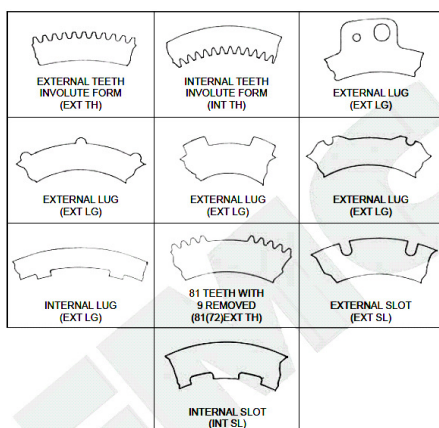 EXTERNAL TEETH
INVOLUTE FORM
(EXT TH)
INTERNAL TEETH
INVOLUTE FORM
(INT TH)
EXTERNAL LUG
(EXT LG)
EXTERNAL LUG
(EXT LG)
EXTERNAL LUG
(EXT LG)
EXTERNAL LUG
(EXT LG)
INTERNAL LUG
(EXT LG)
81 TEETH WITH
9 REMOVED
(81(72)EXT TH)
EXTERNAL SLOT
(EXT SL)
INTERNAL SLOT
(INT SL)